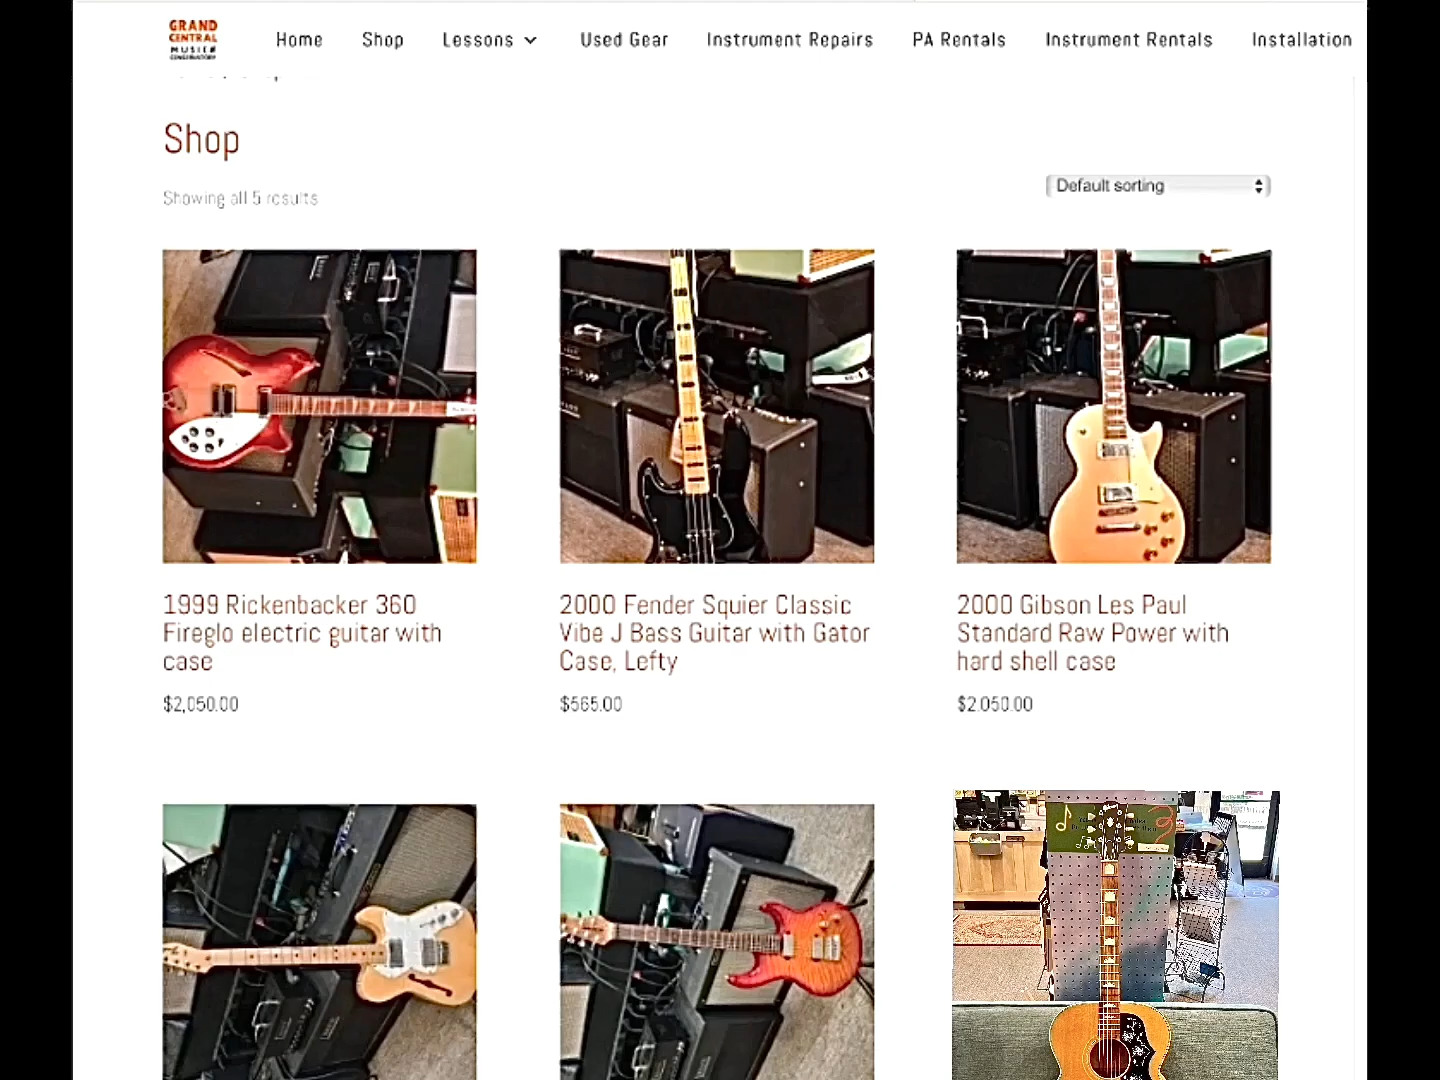 GRAND
CENTRAL
MUSIC
CONSERVATORY
Home Shop Lessons Used Gear Instrument Repairs PA Rentals Instrument Rentals Installation
Shop
Showing all 5 results
Default sorting
1999 Rickenbacker 360
Fireglo electric guitar with
case
$2,050.00
2000 Fender Squier Classic
Vibe J Bass Guitar with Gator
Case, Lefty
$565.00
2000 Gibson Les Paul
Standard Raw Power with
hard shell case
$2.050.00